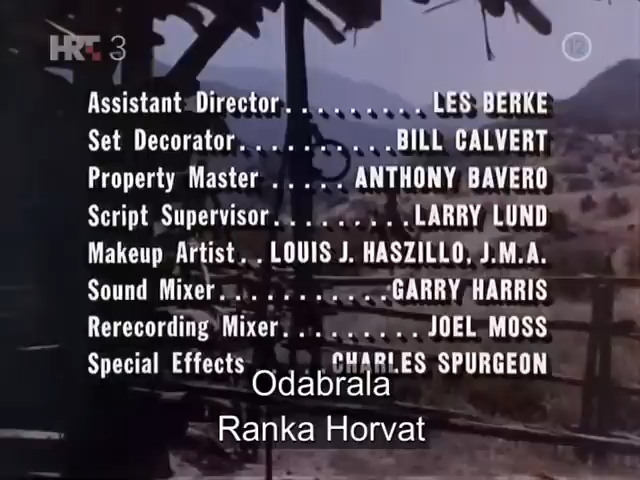 HRT 3
12
Assistant Director......... LES BERKE
Set Decorator..........BILL CALVERT
Property Master ..... ANTHONY BAVERO
Script Supervisor.........LARRY LUND
Makeup Artist.. LOUIS J. HASZILLO, J.M.A.
Sound Mixer...........GARRY HARRIS
Rerecording Mixer......... JOEL MOSS
Special Effects ..... CHARLES SPURGEON
Odabrala
Ranka Horvat